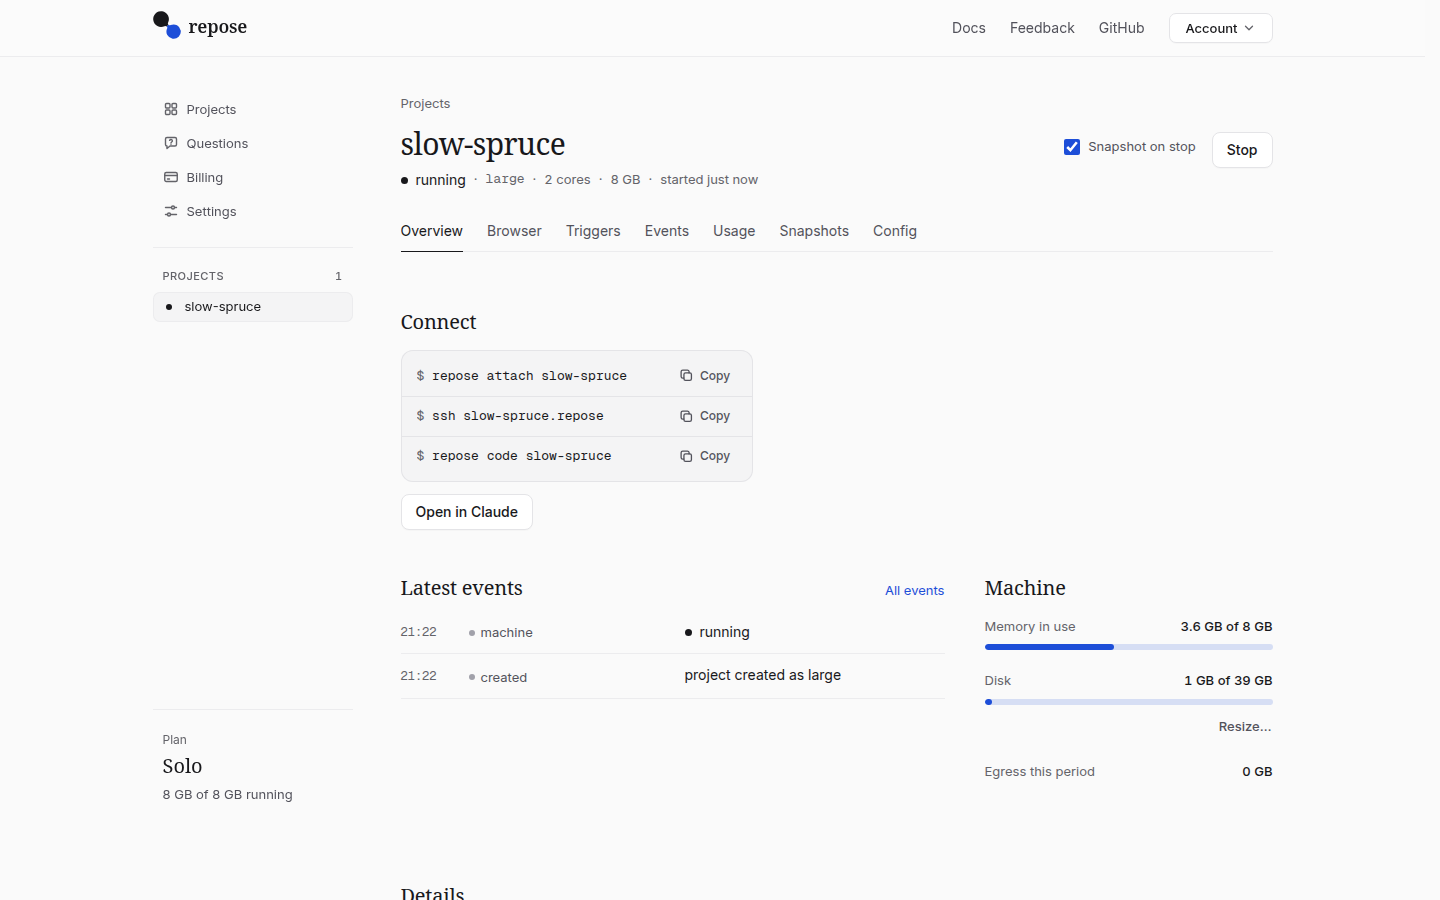 repose
Docs
Feedback
GitHub
Account
Projects
Questions
Billing
Settings
PROJECTS 1
slow-spruce
Plan
Solo
8 GB of 8 GB running
Projects
slow-spruce
running · large · 2 cores · 8 GB · started just now
Snapshot on stop
Stop
Overview
Browser
Triggers
Events
Usage
Snapshots
Config
Connect
$ repose attach slow-spruce Copy
$ ssh slow-spruce.repose Copy
$ repose code slow-spruce Copy
Open in Claude
Latest events
All events
21:22 machine running
21:22 created project created as large
Machine
Memory in use 3.6 GB of 8 GB
Disk 1 GB of 39 GB
Resize...
Egress this period 0 GB
Details